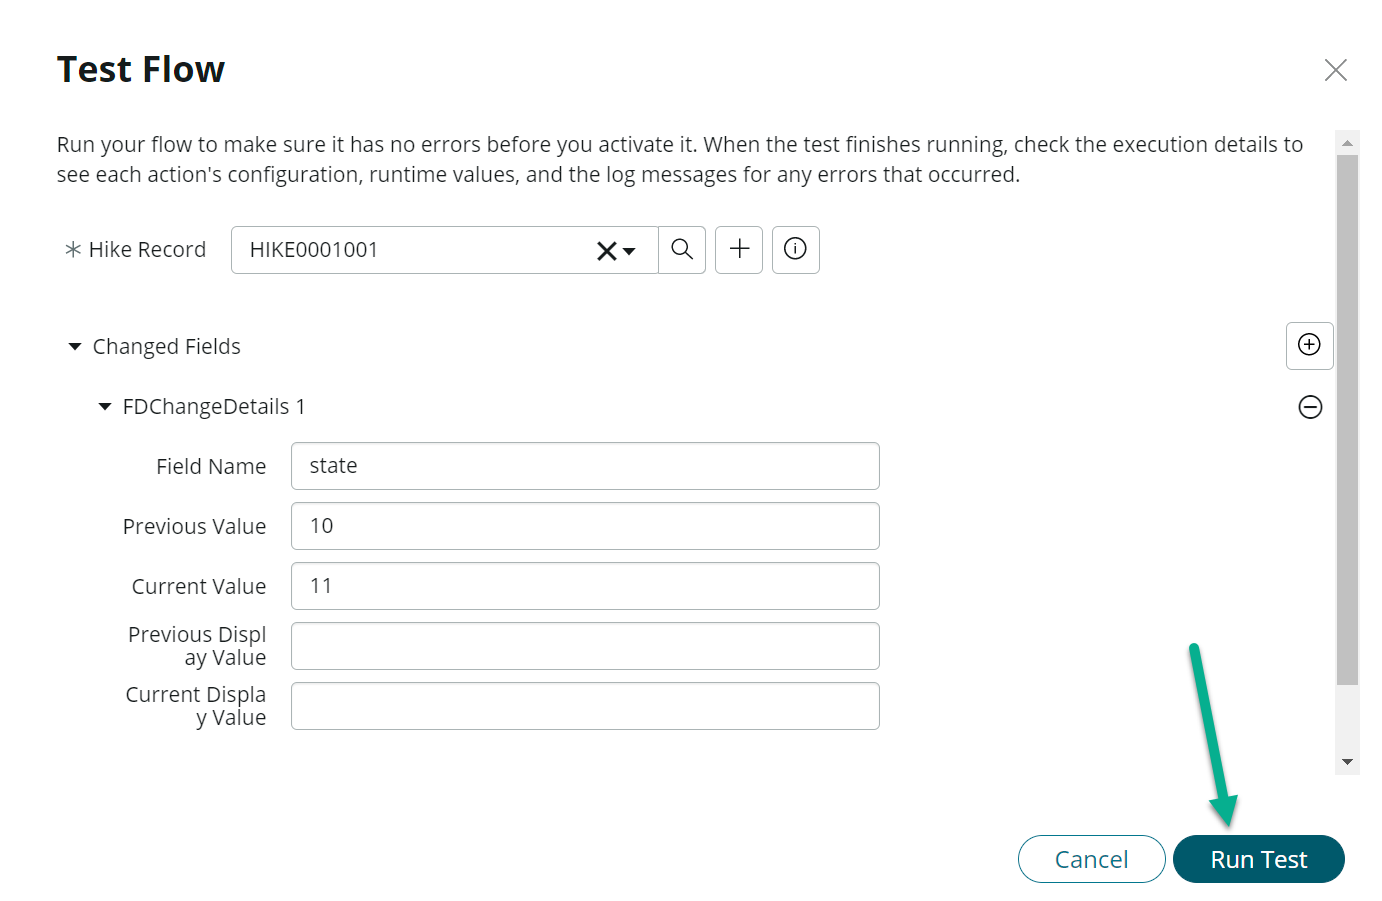 Test Flow
Run your flow to make sure it has no errors before you activate it. When the test finishes running, check the execution details to
see each action's configuration, runtime values, and the log messages for any errors that occurred.
Hike Record HIKE0001001
Changed Fields
FDChangeDetails 1
Field Name state
Previous Value 10
Current Value 11
Previous Displ
ay Value
Current Displa
y Value
Cancel Run Test